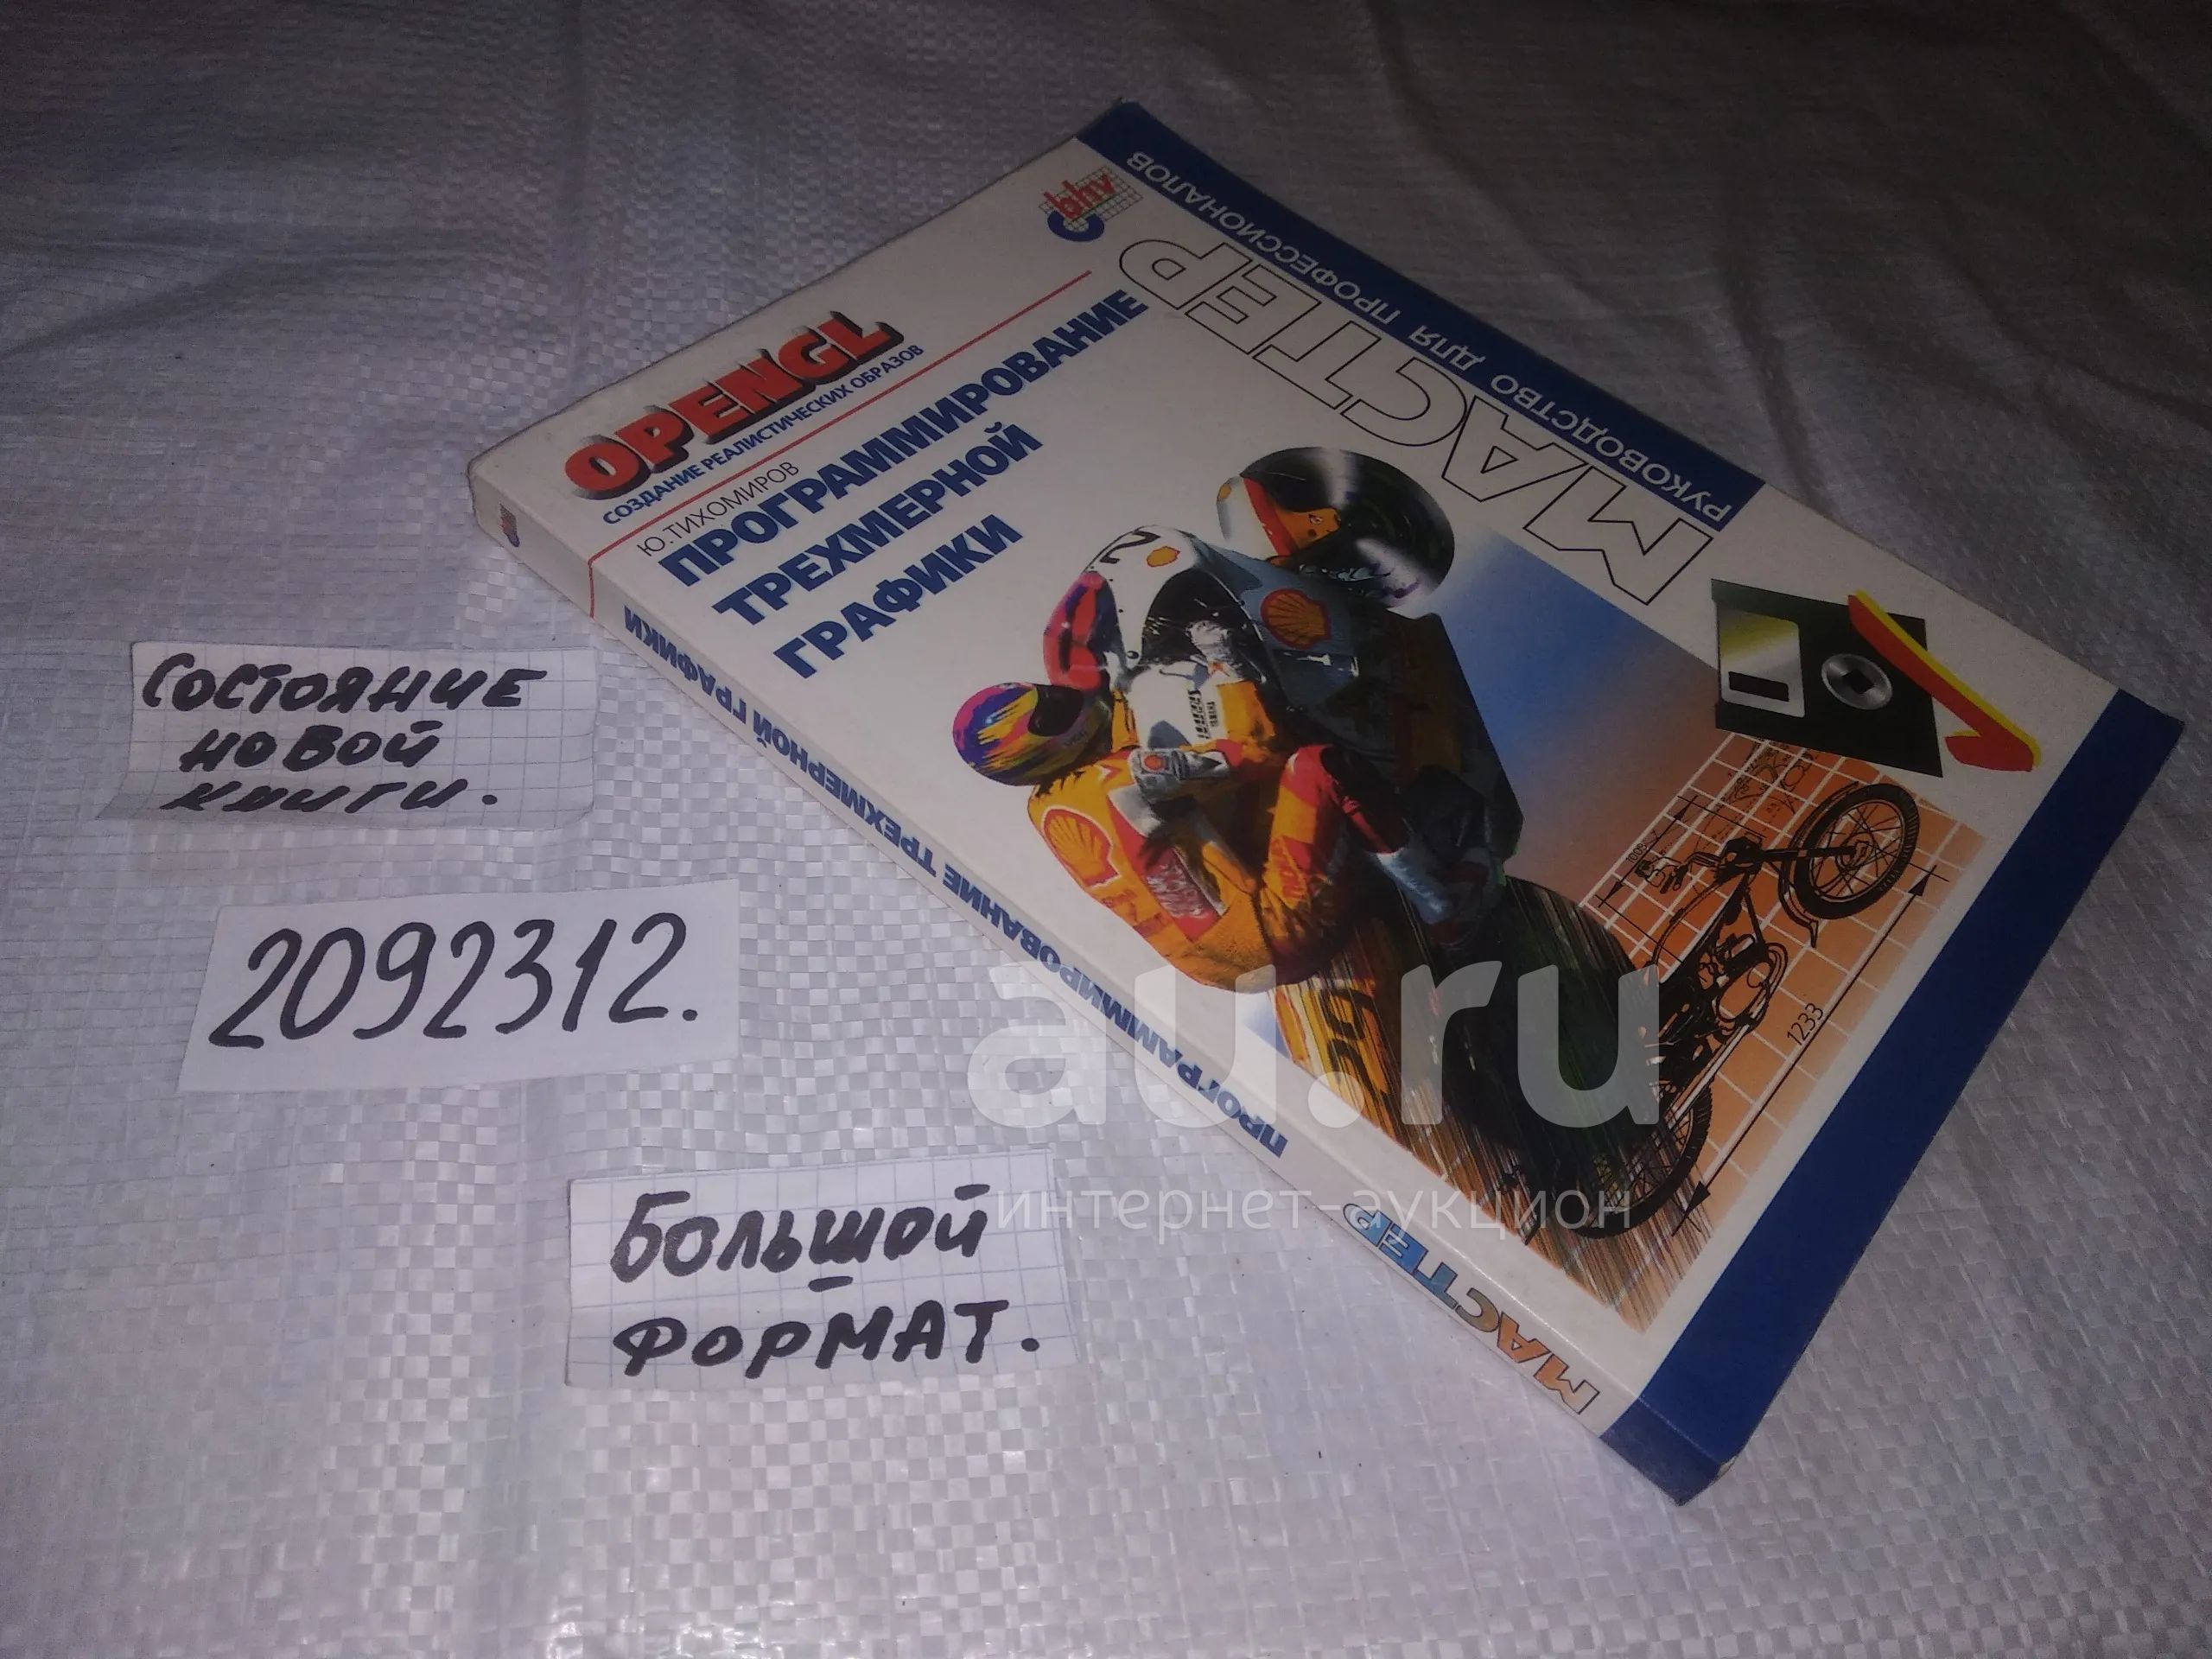 bhv
OPENGL
СОЗДАНИЕ РЕАЛИСТИЧЕСКИХ ОБРАЗОВ
Ю.ТИХОМИРОВ
ПРОГРАММИРОВАНИЕ
ТРЕХМЕРНОЙ
ГРАФИКИ
МАСТЕР
РУКОВОДСТВО ДЛЯ ПРОФЕССИОНАЛОВ
1233
МАСТЕР
ПРОГРАММИРОВАНИЕ ТРЕХМЕРНОЙ ГРАФИКИ
СОСТОЯНИЕ
НОВОЙ
КНИГИ.
2092312.
БОЛЬШОЙ
ФОРМАТ.
au.ru
интернет-аукцион